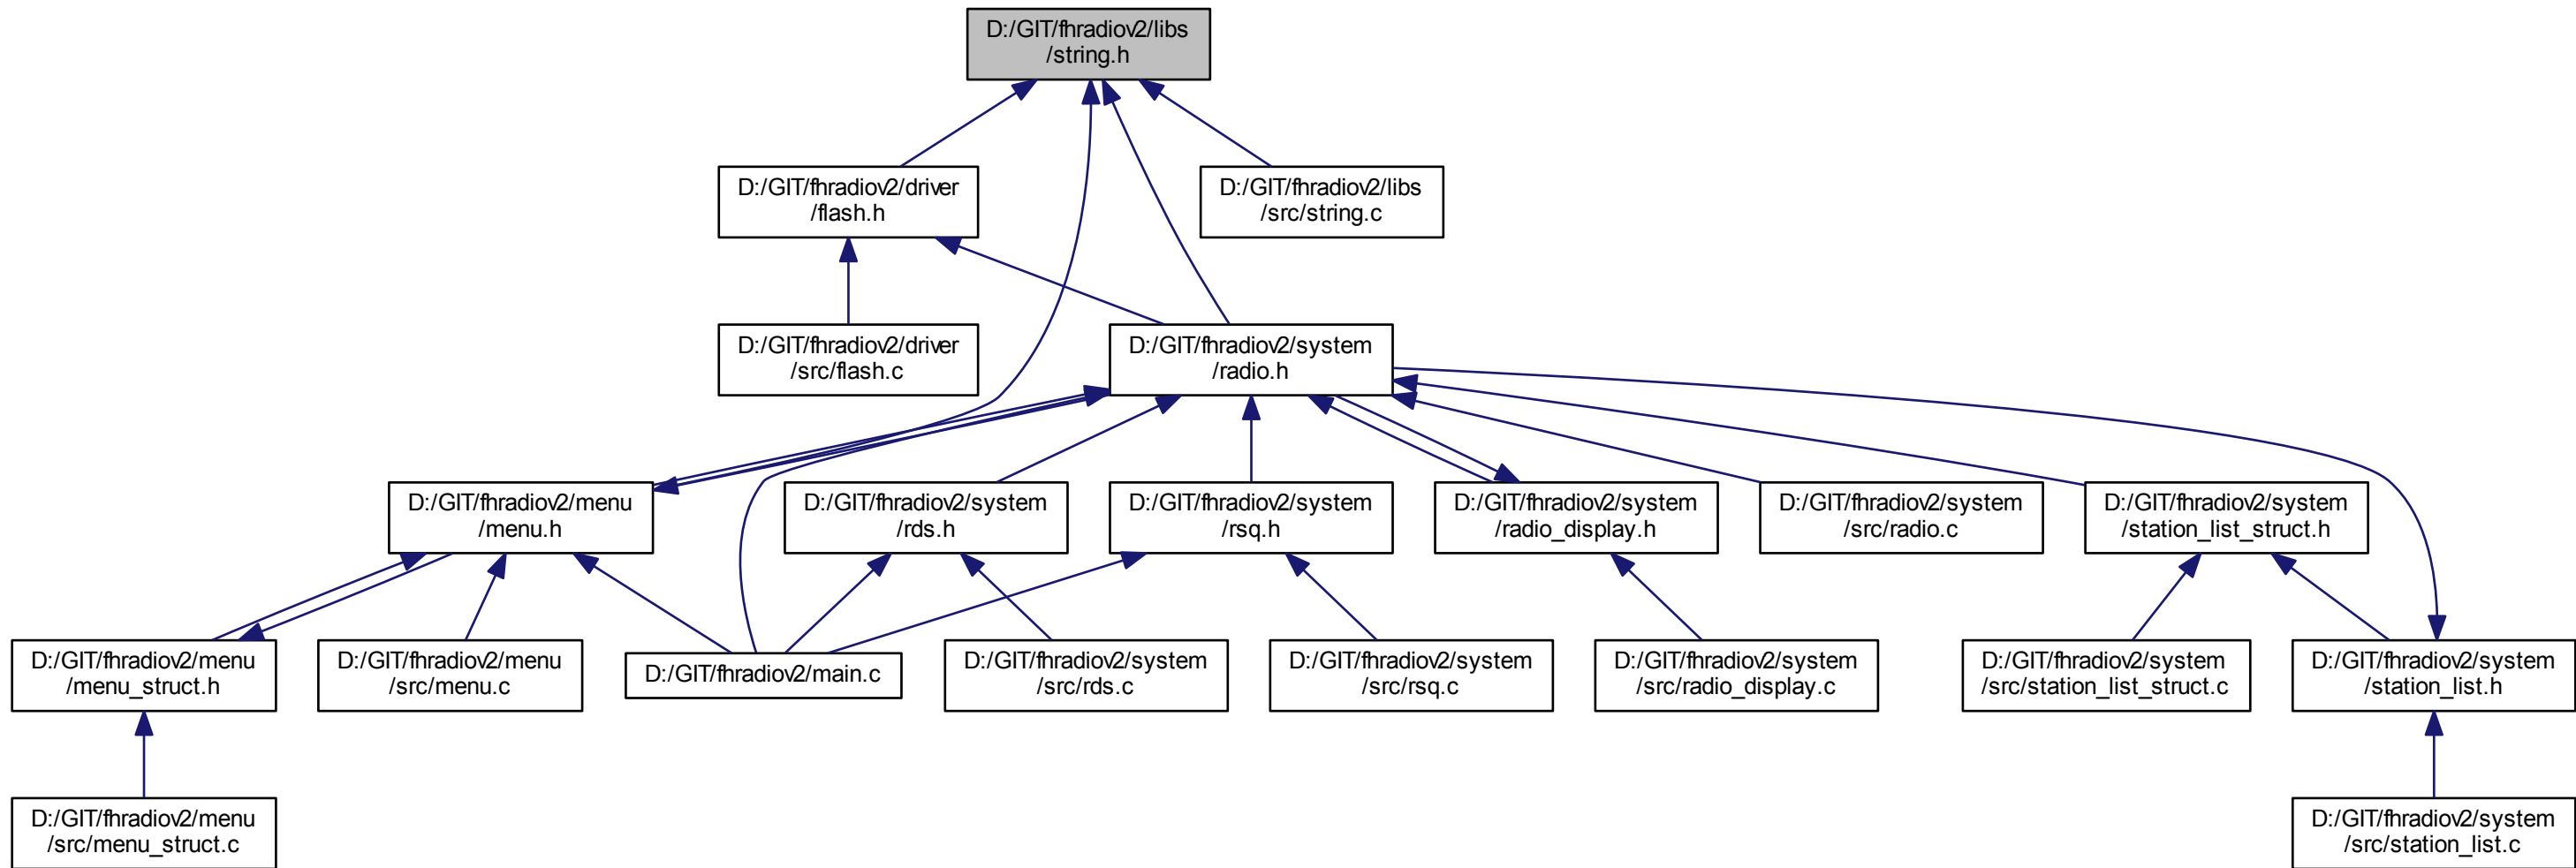 D:/GIT/fhradiov2/libs
/string.h
D:/GIT/fhradiov2/driver
/flash.h
D:/GIT/fhradiov2/libs
/src/string.c
D:/GIT/fhradiov2/driver
/src/flash.c
D:/GIT/fhradiov2/system
/radio.h
D:/GIT/fhradiov2/menu
/menu.h
D:/GIT/fhradiov2/system
/rds.h
D:/GIT/fhradiov2/system
/rsq.h
D:/GIT/fhradiov2/system
/radio_display.h
D:/GIT/fhradiov2/system
/src/radio.c
D:/GIT/fhradiov2/system
/station_list_struct.h
D:/GIT/fhradiov2/menu
/menu_struct.h
D:/GIT/fhradiov2/menu
/src/menu.c
D:/GIT/fhradiov2/main.c
D:/GIT/fhradiov2/system
/src/rds.c
D:/GIT/fhradiov2/system
/src/rsq.c
D:/GIT/fhradiov2/system
/src/radio_display.c
D:/GIT/fhradiov2/system
/src/station_list_struct.c
D:/GIT/fhradiov2/system
/station_list.h
D:/GIT/fhradiov2/menu
/src/menu_struct.c
D:/GIT/fhradiov2/system
/src/station_list.c